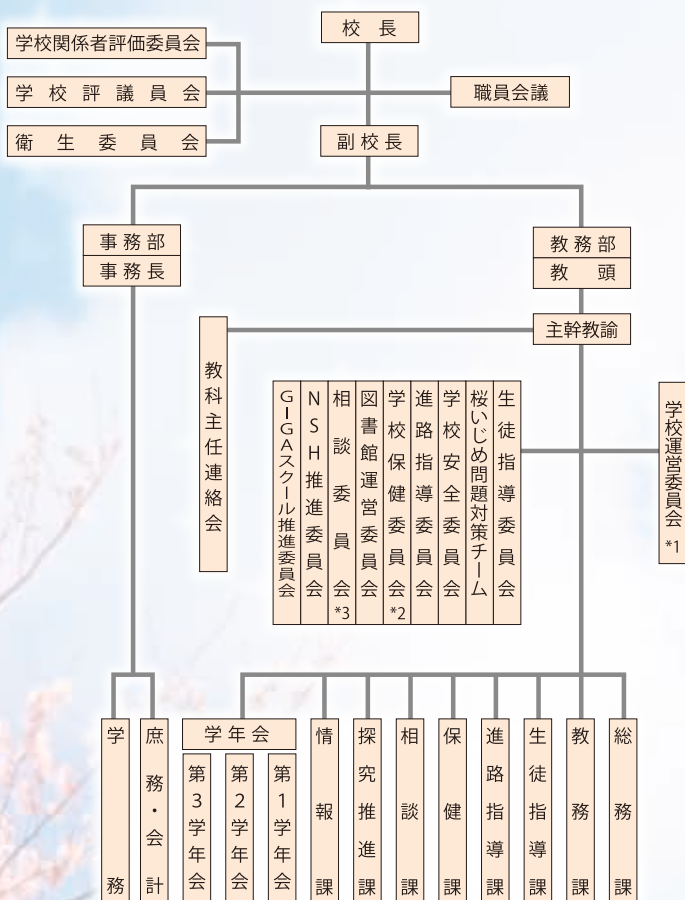 校長
学校関係者評価委員会
学校評議員会
職員会議
衛生委員会
副校長
事務部
事務長
教務部
教頭
主幹教諭
教科主任連絡会
GIGAスクール推進委員会
NSH推進委員会
相談委員会*3
図書館運営委員会
学校保健委員会*2
進路指導委員会
学校安全委員会
桜いじめ問題対策チーム
生徒指導委員会
学校運営委員会*1
学務
庶務・会計
学年会
第3学年会
第2学年会
第1学年会
情報課
探究推進課
相談課
保健課
進路指導課
生徒指導課
教務課
総務課